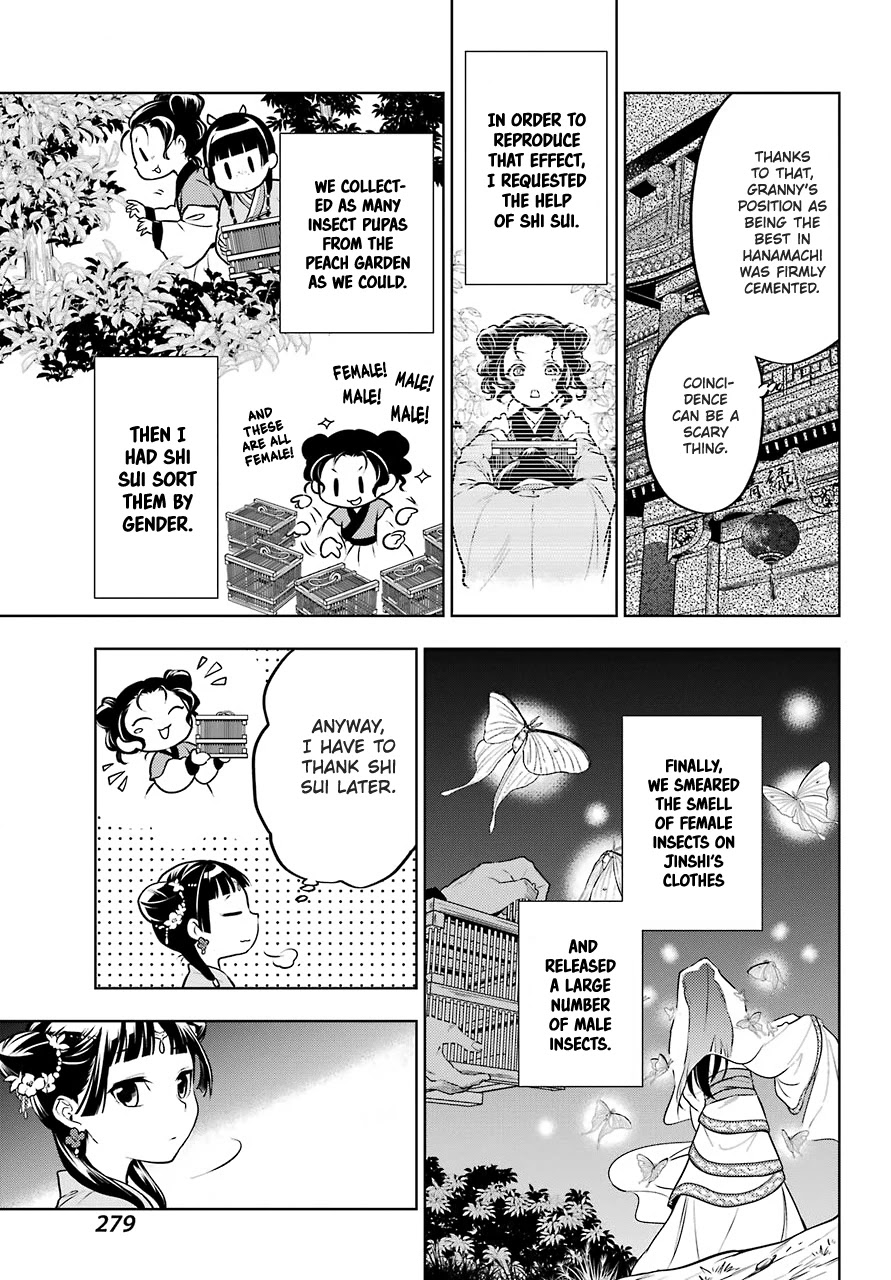 THANKS
TO THAT,
GRANNY'S
POSITION AS
BEING THE
BEST IN
HANAMACHI
WAS FIRMLY
CEMENTED.
COINCI-
DENCE
CAN BE A
SCARY
THING.
IN ORDER TO
REPRODUCE
THAT EFFECT,
I REQUESTED
THE HELP
OF SHI SUI.
WE COLLECT-
ED AS MANY
INSECT PUPAS
FROM THE
PEACH GARDEN
AS WE COULD.
FEMALE!
MALE!
MALE!
MALE!
AND
THESE
ARE ALL
FEMALE!
THEN I
HAD SHI
SUI SORT
THEM BY
GENDER.
FINALLY,
WE SMEARED
THE SMELL
OF FEMALE
INSECTS ON
JINSHI'S
CLOTHES
AND
RELEASED
A LARGE
NUMBER
OF MALE
INSECTS.
ANYWAY,
I HAVE TO
THANK SHI
SUI LATER.
279